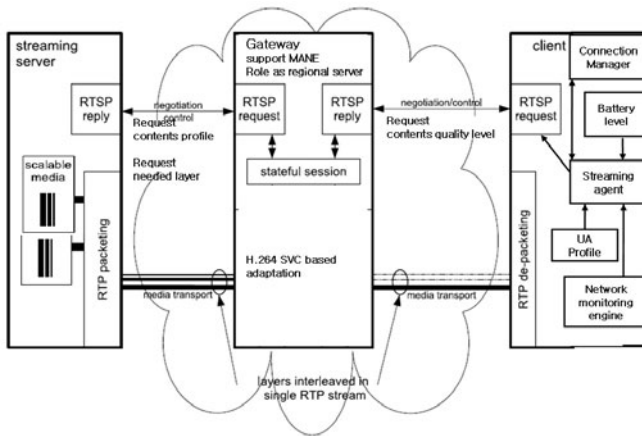 streaming
server
RTSP
reply
scalable
media
RTP packeting
negotiation
control
Request
contents profile
Request
needed layer
media transport
Gateway
support MANE
Role as regional server
RTSP
request
RTSP
reply
stateful session
H.264 SVC based
adaptation
negotiation/control
Request
contents quality level
media transport
layers interleaved in
single RTP stream
client
Connection
Manager
RTSP
request
Battery
level
Streaming
agent
UA
Profile
RTP de-packeting
Network
monitoring
engine